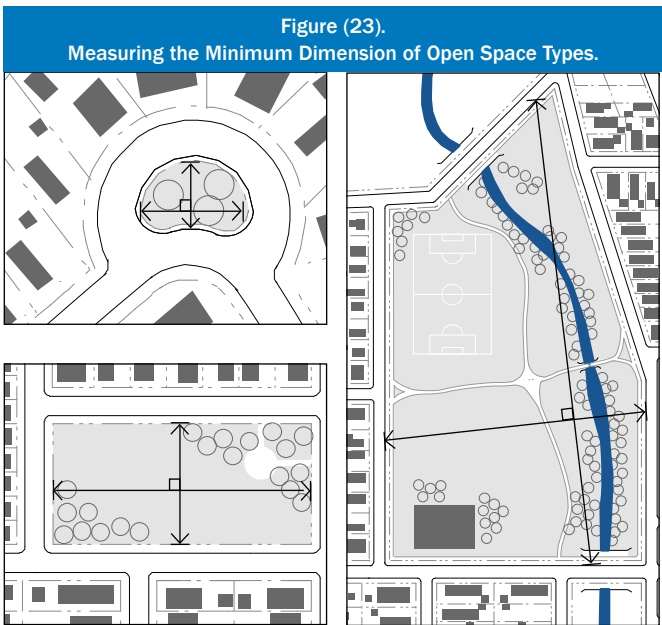 Figure (23).
Measuring the Minimum Dimension of Open Space Types.